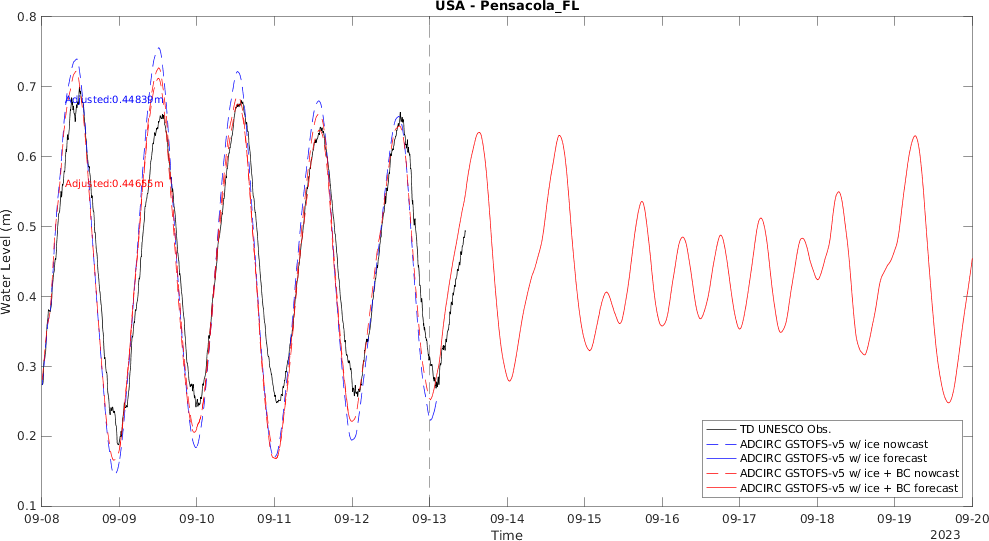 USA - Pensacola_FL
0.8
0.7
0.6
0.5
0.4
0.3
0.2
0.1
Water Level (m)
Adjusted:0.44839m
Adjusted:0.44655m
TD UNESCO Obs.
ADCIRC GSTOFS-v5 w/ ice nowcast
ADCIRC GSTOFS-v5 w/ ice forecast
ADCIRC GSTOFS-v5 w/ ice + BC nowcast
ADCIRC GSTOFS-v5 w/ ice + BC forecast
09-08 09-09 09-10 09-11 09-12 09-13 09-14 09-15 09-16 09-17 09-18 09-19 09-20
Time
2023